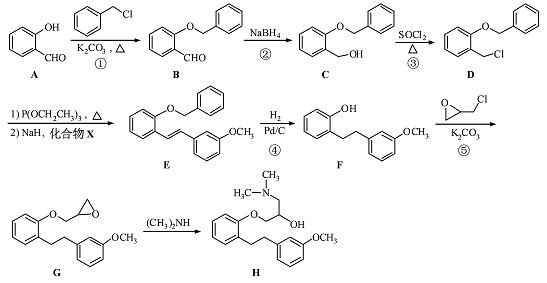 Cl
OH
CHO
A
K₂CO₃，△
①
O
CHO
B
NaBH₄
②
O
OH
C
SOCl₂
△
③
O
Cl
D
1) P(OCH₂CH₃)₃，△
2) NaH, 化合物 X
O
OCH₃
E
H₂
Pd/C
④
OH
OCH₃
F
O
Cl
K₂CO₃
⑤
O
O
OCH₃
G
(CH₃)₂NH
CH₃
H₃C
N
O
OH
OCH₃
H